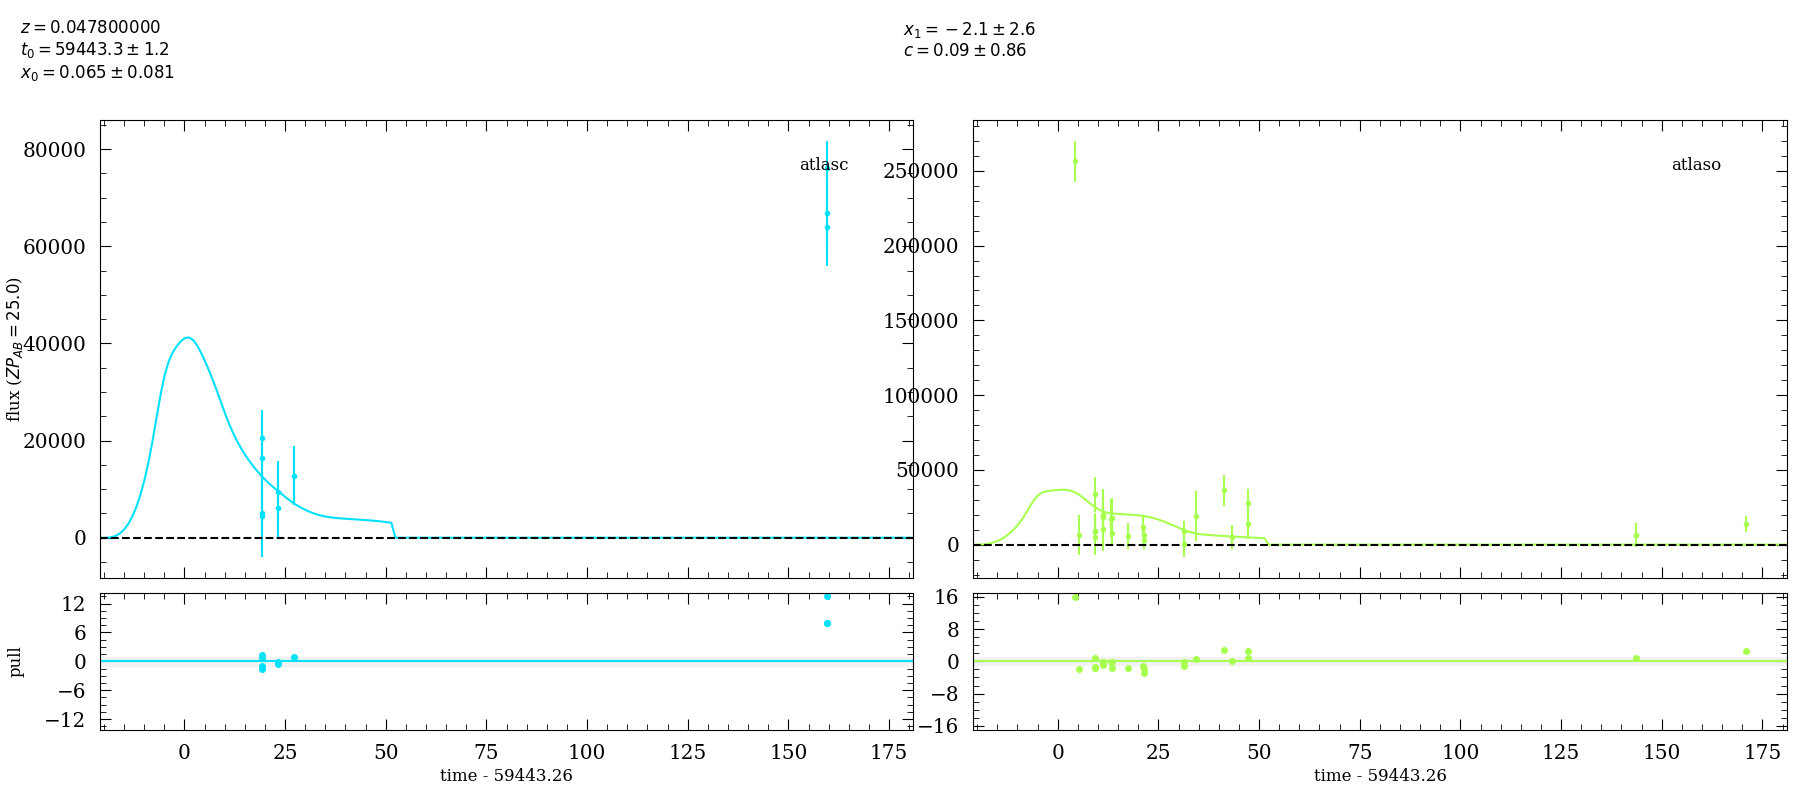 z = 0.047800000
t₀ = 59443.3 ± 1.2
x₀ = 0.065 ± 0.081
x₁ = −2.1 ± 2.6
c = 0.09 ± 0.86
atlasc
80000
60000
40000
20000
0
flux (ZP_AB = 25.0)
atlaso
250000
200000
150000
100000
50000
0
12
6
0
−6
−12
pull
0 25 50 75 100 125 150 175
time - 59443.26
16
8
0
−8
−16
0 25 50 75 100 125 150 175
time - 59443.26